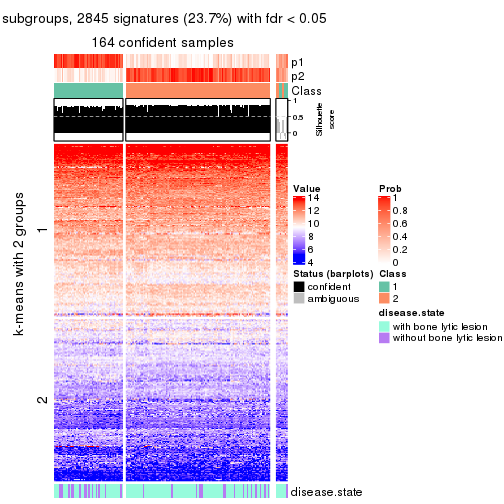 subgroups, 2845 signatures (23.7%) with fdr < 0.05
164 confident samples
p1
p2
Class
1
0.5
0
Silhouette
score
k-means with 2 groups
1
2
Value
14
12
10
8
6
4
Prob
1
0.8
0.6
0.4
0.2
0
Status (barplots)
confident
ambiguous
Class
1
2
disease.state
with bone lytic lesion
without bone lytic lesion
disease.state